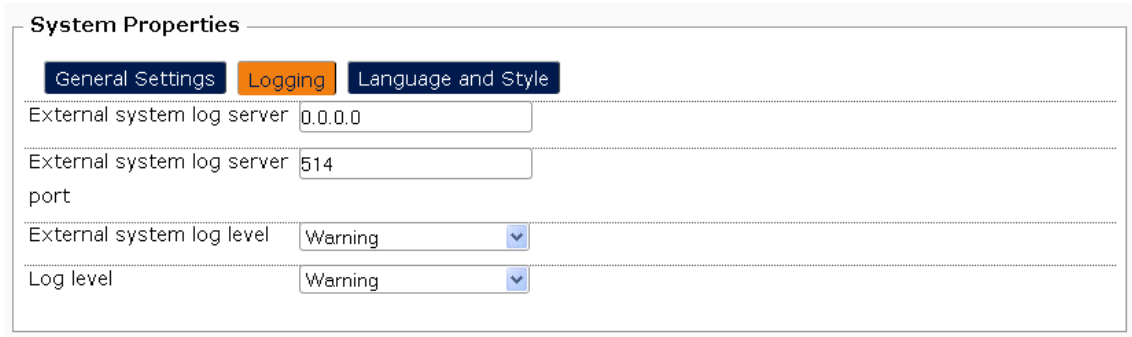 System Properties
General Settings Logging Language and Style
External system log server 0.0.0.0
External system log server 514
port
External system log level Warning
Log level Warning